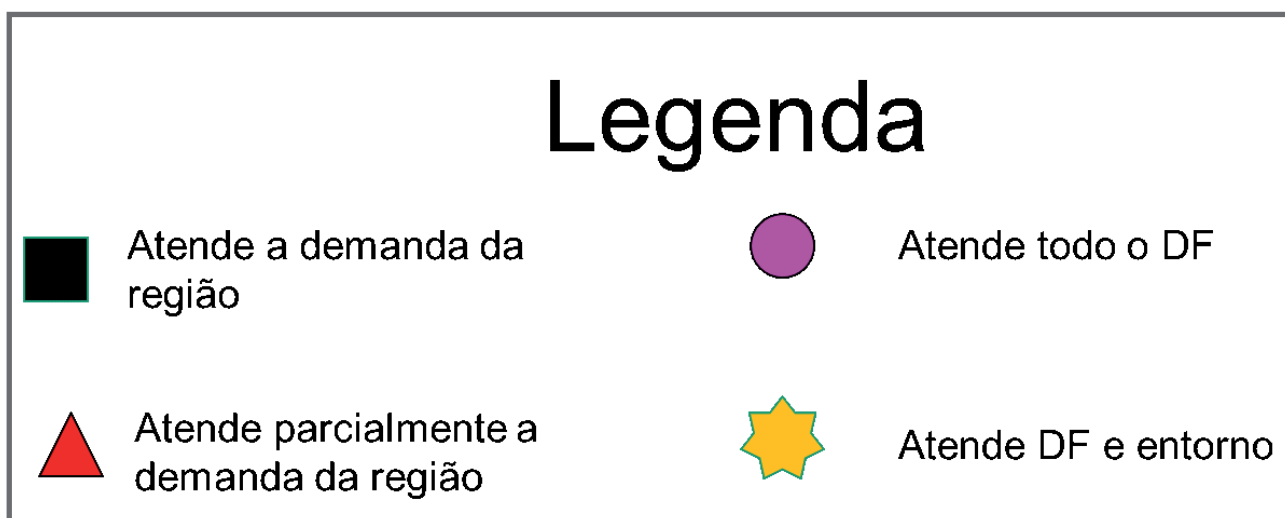 Legenda
Atende a demanda da
região
Atende todo o DF
Atende parcialmente a
demanda da região
Atende DF e entorno